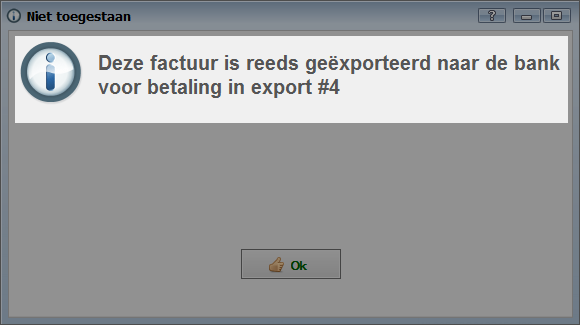 Niet toegestaan
?
Deze factuur is reeds geëxporteerd naar de bank
voor betaling in export #4
Ok